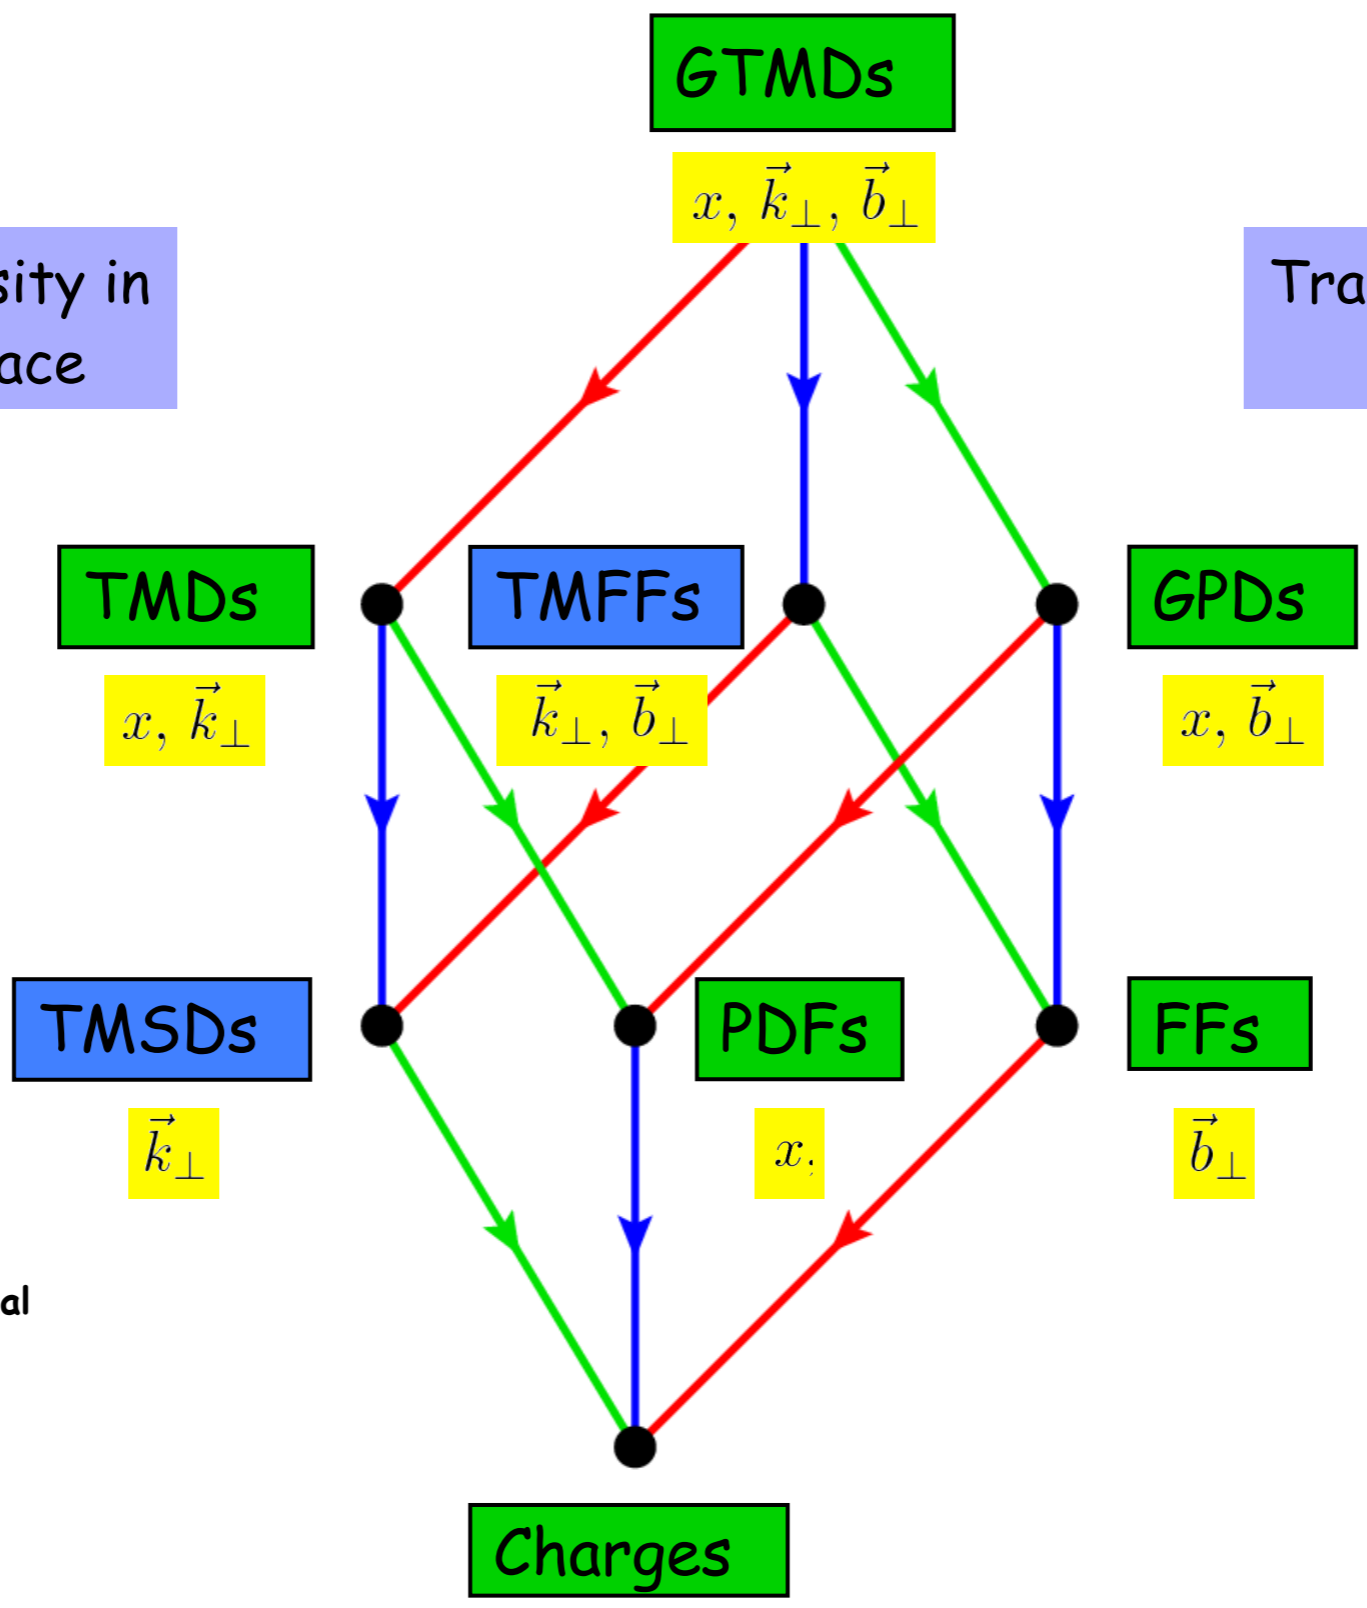 GTMDs
x, k⃗⊥, b⃗⊥
sity in
ace
Tra
TMDs
TMFFs
GPDs
x, k⃗⊥
k⃗⊥, b⃗⊥
x, b⃗⊥
TMSDs
PDFs
FFs
k⃗⊥
x;
b⃗⊥
al
Charges